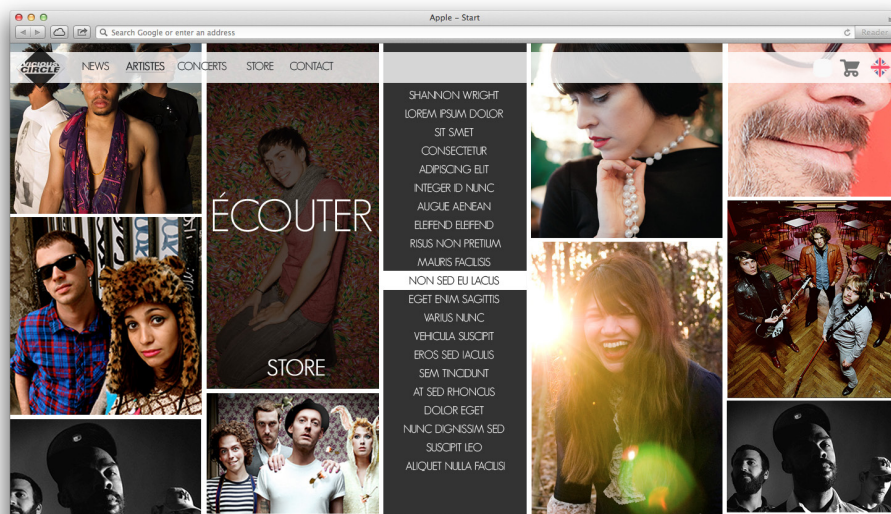 Apple – Start
Search Google or enter an address
Reader
VICIOUS
CIRCLE
NEWS
ARTISTES
CONCERTS
STORE
CONTACT
ÉCOUTER
STORE
SHANNON WRIGHT
LOREM IPSUM DOLOR
SIT SMET
CONSECTETUR
ADIPISCING ELIT
INTEGER ID NUNC
AUGUE AENEAN
ELEIFEND ELEIFEND
RISUS NON PRETIUM
MAURIS FACILISIS
NON SED EU LACUS
EGET ENIM SAGITTIS
VARIUS NUNC
VEHICULA SUSCIPIT
EROS SED IACULIS
SEM TINCIDUNT
AT SED RHONCUS
DOLOR EGET
NUNC DIGNISSIM SED
SUSCIPIT LEO
ALIQUET NULLA FACILISI